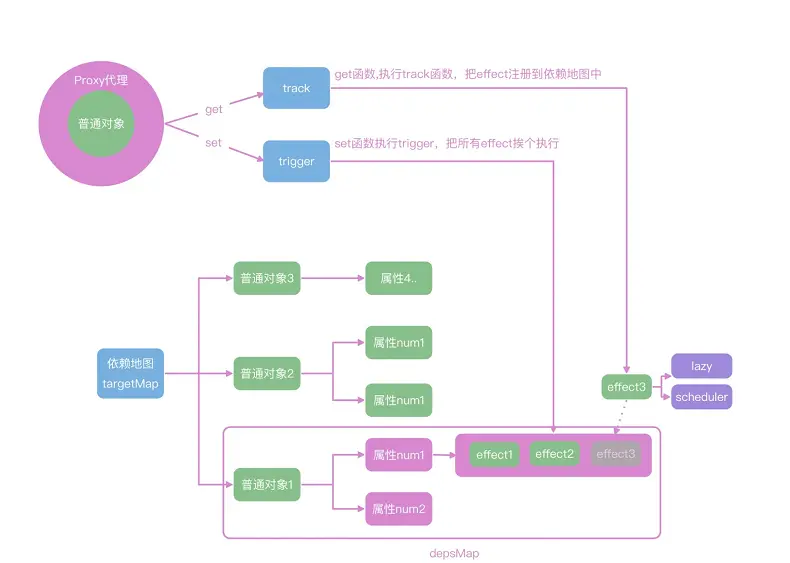 Proxy代理
普通对象
get
set
track
get函数,执行track函数，把effect注册到依赖地图中
trigger
set函数执行trigger，把所有effect挨个执行
普通对象3
属性4..
依赖地图
targetMap
普通对象2
属性num1
属性num1
effect3
lazy
scheduler
普通对象1
属性num1
effect1
effect2
effect3
属性num2
depsMap